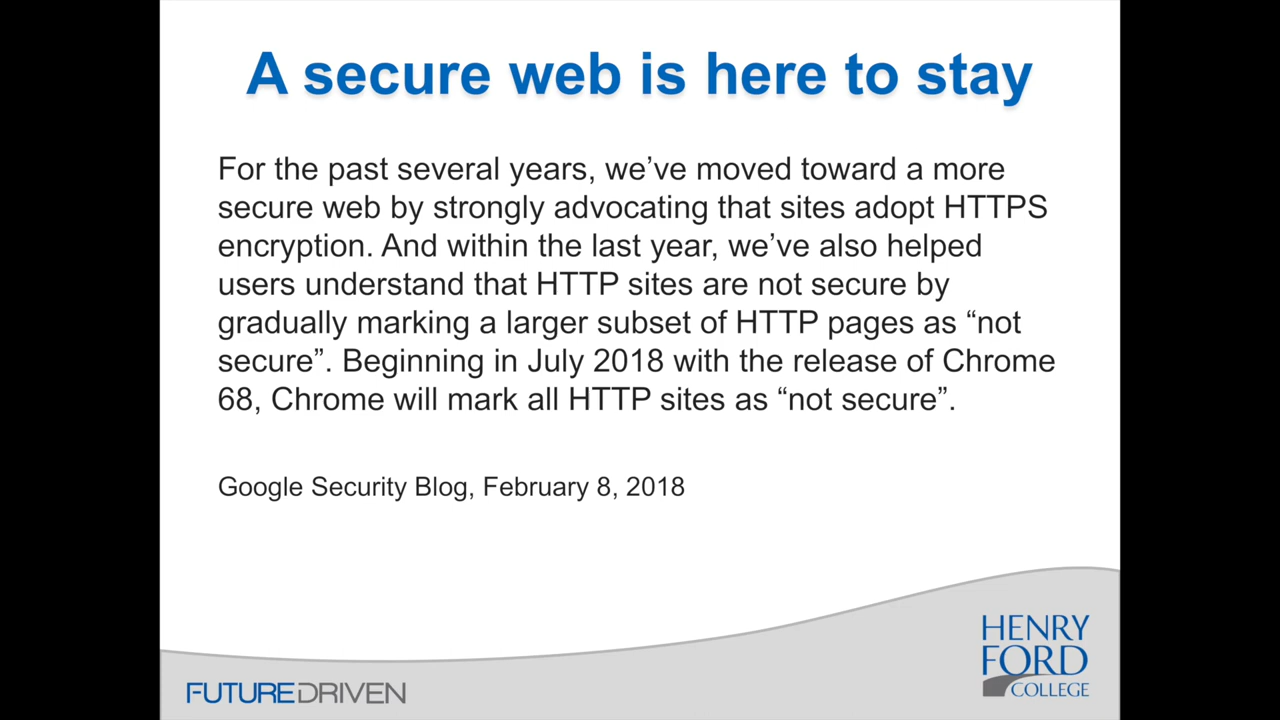 A secure web is here to stay
For the past several years, we’ve moved toward a more
secure web by strongly advocating that sites adopt HTTPS
encryption. And within the last year, we’ve also helped
users understand that HTTP sites are not secure by
gradually marking a larger subset of HTTP pages as “not
secure”. Beginning in July 2018 with the release of Chrome
68, Chrome will mark all HTTP sites as “not secure”.
Google Security Blog, February 8, 2018
FUTUREDRIVEN
HENRY
FORD
COLLEGE